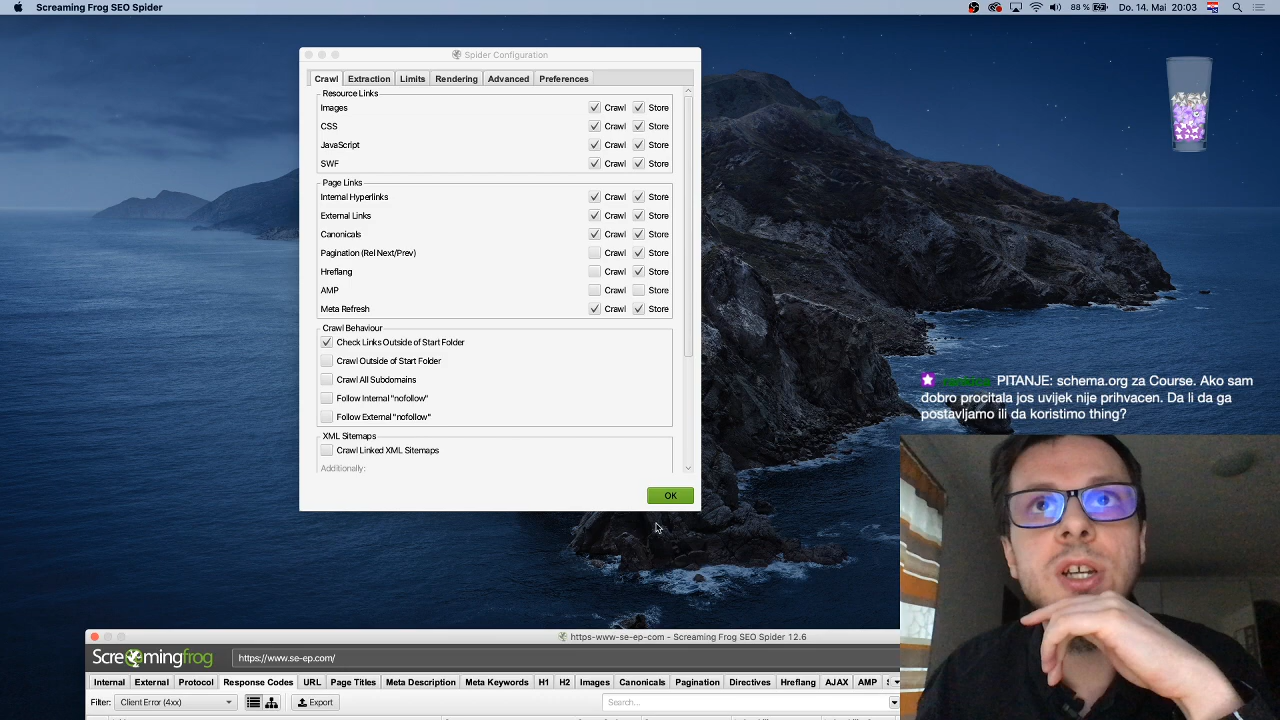 Screaming Frog SEO Spider
88 %
Do. 14. Mai 20:03
Spider Configuration
Crawl Extraction Limits Rendering Advanced Preferences
Resource Links
Images Crawl Store
CSS Crawl Store
JavaScript Crawl Store
SWF Crawl Store
Page Links
Internal Hyperlinks Crawl Store
External Links Crawl Store
Canonicals Crawl Store
Pagination (Rel Next/Prev) Crawl Store
Hreflang Crawl Store
AMP Crawl Store
Meta Refresh Crawl Store
Crawl Behaviour
Check Links Outside of Start Folder
Crawl Outside of Start Folder
Crawl All Subdomains
Follow Internal "nofollow"
Follow External "nofollow"
XML Sitemaps
Crawl Linked XML Sitemaps
Additionally:
OK
PITANJE: schema.org za Course. Ako sam
dobro procitala jos uvijek nije prihvacen. Da li da ga
postavljamo ili da koristimo thing?
https-www-se-ep-com - Screaming Frog SEO Spider 12.6
Screamingfrog
https://www.se-ep.com/
Internal External Protocol Response Codes URL Page Titles Meta Description Meta Keywords H1 H2 Images Canonicals Pagination Directives Hreflang AJAX AMP
Filter: Client Error (4xx) Export Search...